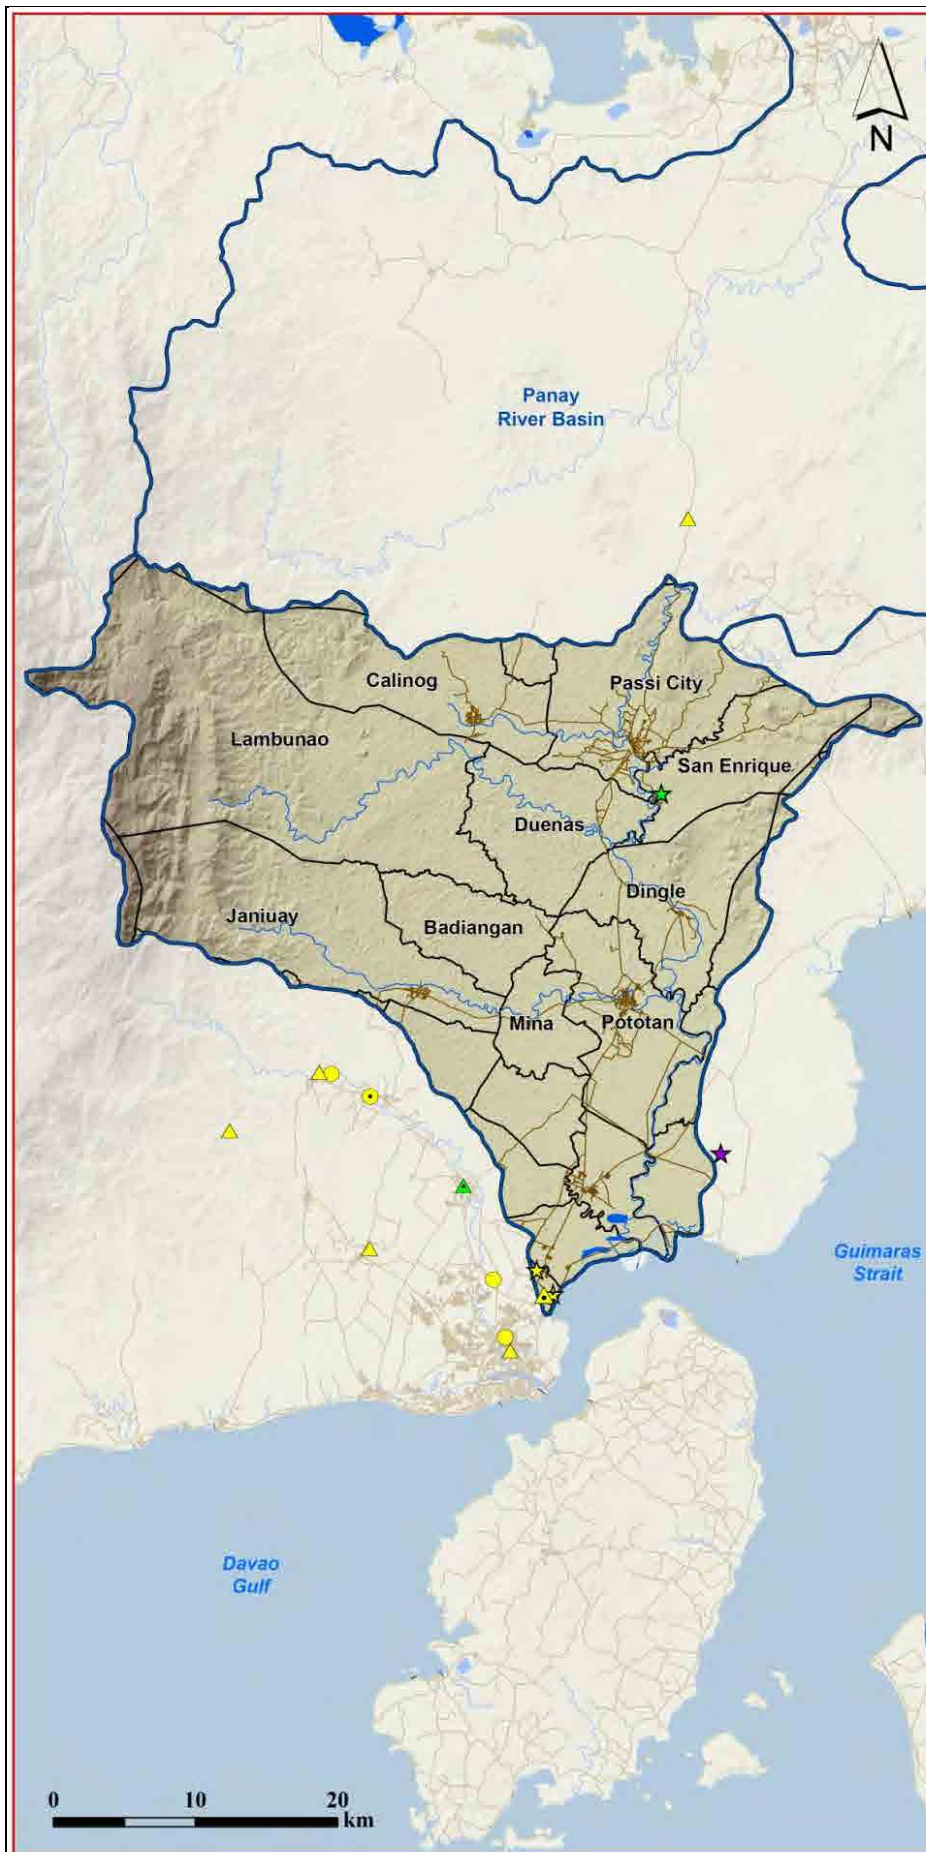 N
Panay
River Basin
Calinog
Passi City
Lambunao
San Enrique
Duenas
Dingle
Janiuay
Badiangan
Mina
Pototan
Guimaras
Strait
Davao
Gulf
0 10 20
km